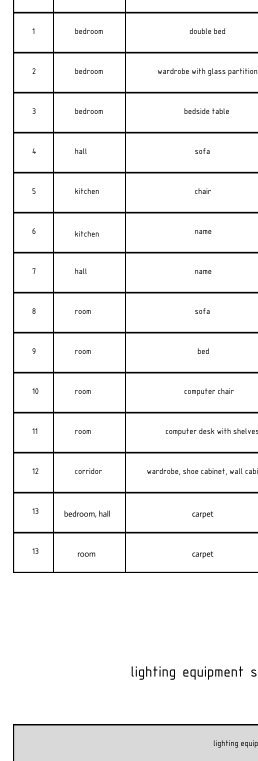 1 bedroom double bed
2 bedroom wardrobe with glass partition
3 bedroom bedside table
4 hall sofa
5 kitchen chair
6 kitchen name
7 hall name
8 room sofa
9 room bed
10 room computer chair
11 room computer desk with shelves
12 corridor wardrobe, shoe cabinet, wall cabi
13 bedroom, hall carpet
13 room carpet
lighting equipment s
lighting equip